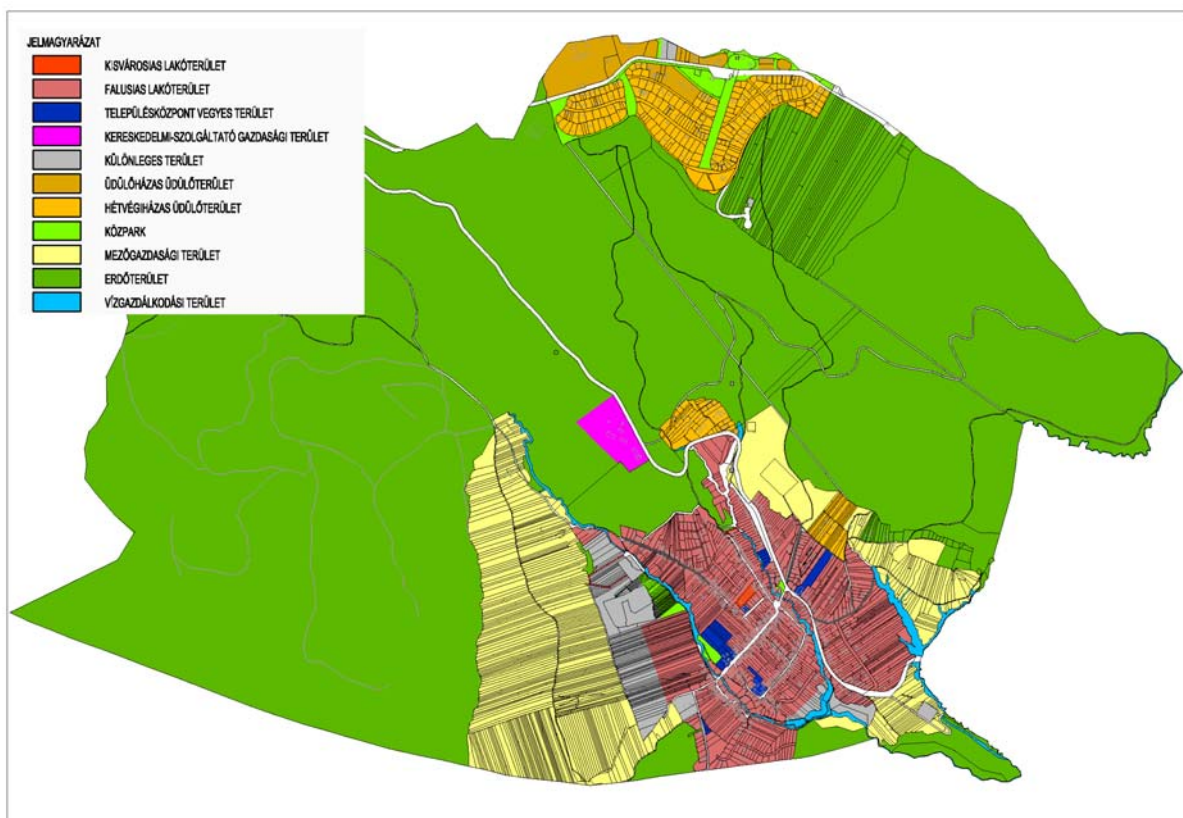 JELMAGYARÁZAT
KISVÁROSIAS LAKÓTERÜLET
FALUSIAS LAKÓTERÜLET
TELEPÜLÉSKÖZPONT VEGYES TERÜLET
KERESKEDELMI-SZOLGÁLTATÓ GAZDASÁGI TERÜLET
KÜLÖNLEGES TERÜLET
ÜDÜLŐHÁZAS ÜDÜLŐTERÜLET
HÉTVÉGIHÁZAS ÜDÜLŐTERÜLET
KÖZPARK
MEZŐGAZDASÁGI TERÜLET
ERDŐTERÜLET
VÍZGAZDÁLKODÁSI TERÜLET